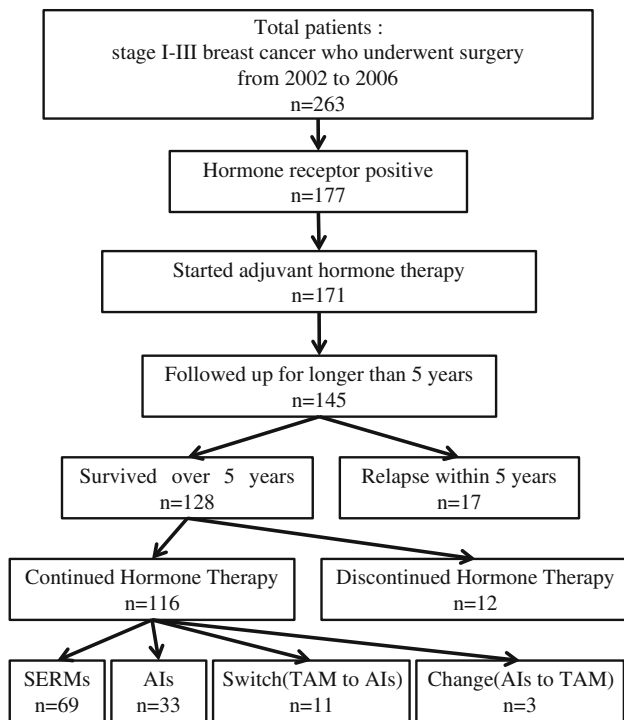 Total patients :
stage I-III breast cancer who underwent surgery
from 2002 to 2006
n=263
Hormone receptor positive
n=177
Started adjuvant hormone therapy
n=171
Followed up for longer than 5 years
n=145
Survived over 5 years
n=128
Relapse within 5 years
n=17
Continued Hormone Therapy
n=116
Discontinued Hormone Therapy
n=12
SERMs
n=69
AIs
n=33
Switch(TAM to AIs)
n=11
Change(AIs to TAM)
n=3